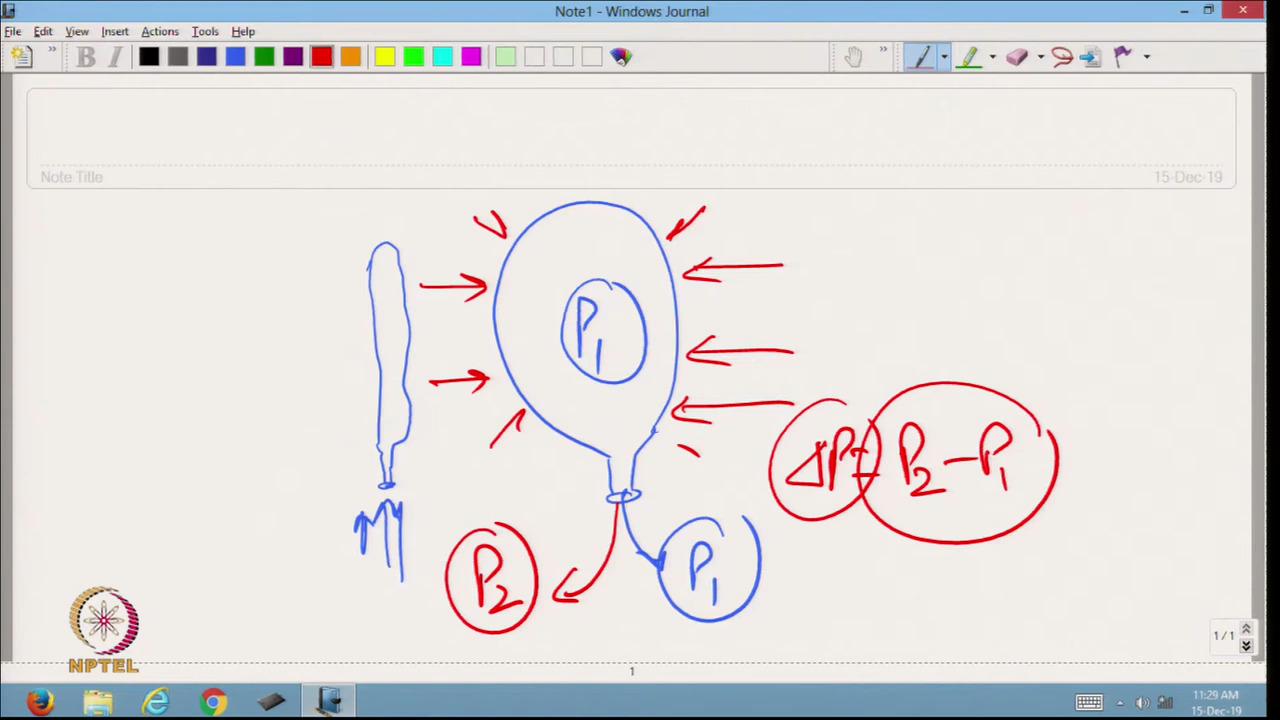 Note1 - Windows Journal
File Edit View Insert Actions Tools Help
B I
Note Title
15-Dec-19
P1
ΔP = P2 - P1
P2
P1
NPTEL
1 / 1
1
11:29 AM
15-Dec-19